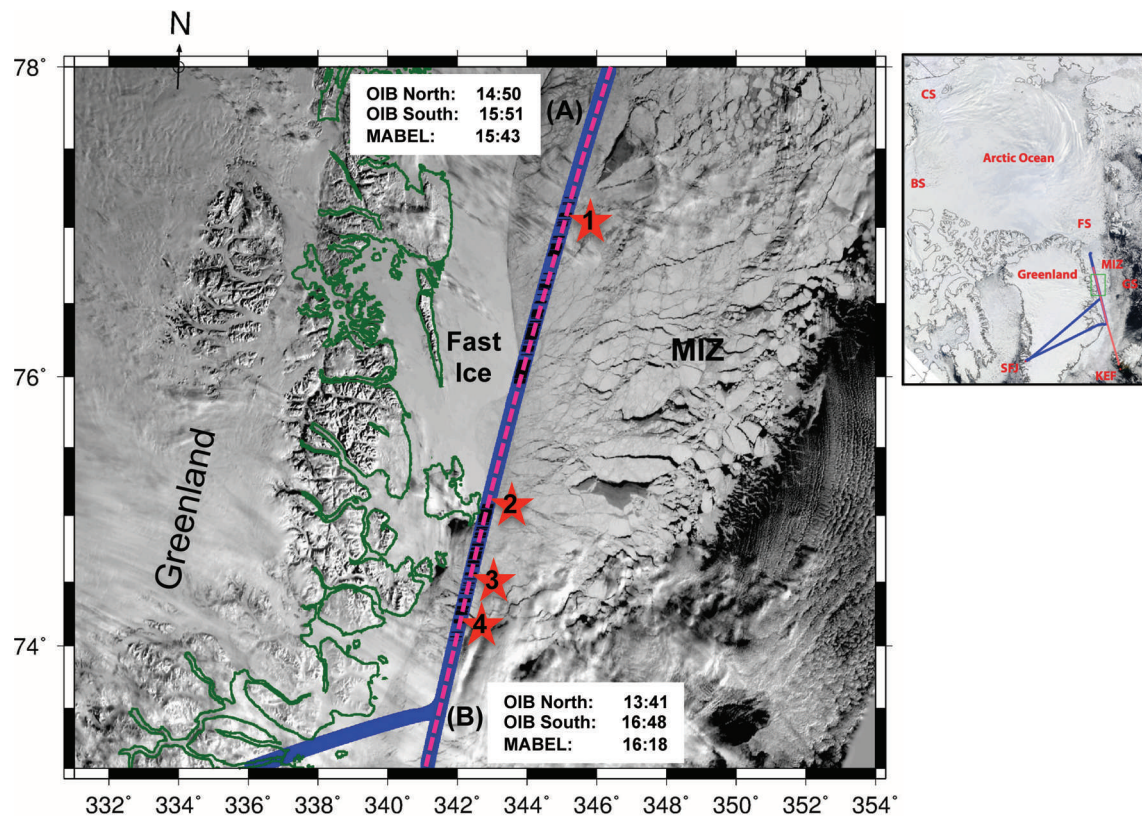 N
78°
76°
74°
OIB North: 14:50
OIB South: 15:51
MABEL: 15:43
(A)
1
Fast
Ice
MIZ
Greenland
2
3
4
(B)
OIB North: 13:41
OIB South: 16:48
MABEL: 16:18
332° 334° 336° 338° 340° 342° 344° 346° 348° 350° 352° 354°
CS
Arctic Ocean
BS
FS
MIZ
Greenland
GS
SFJ
KEF